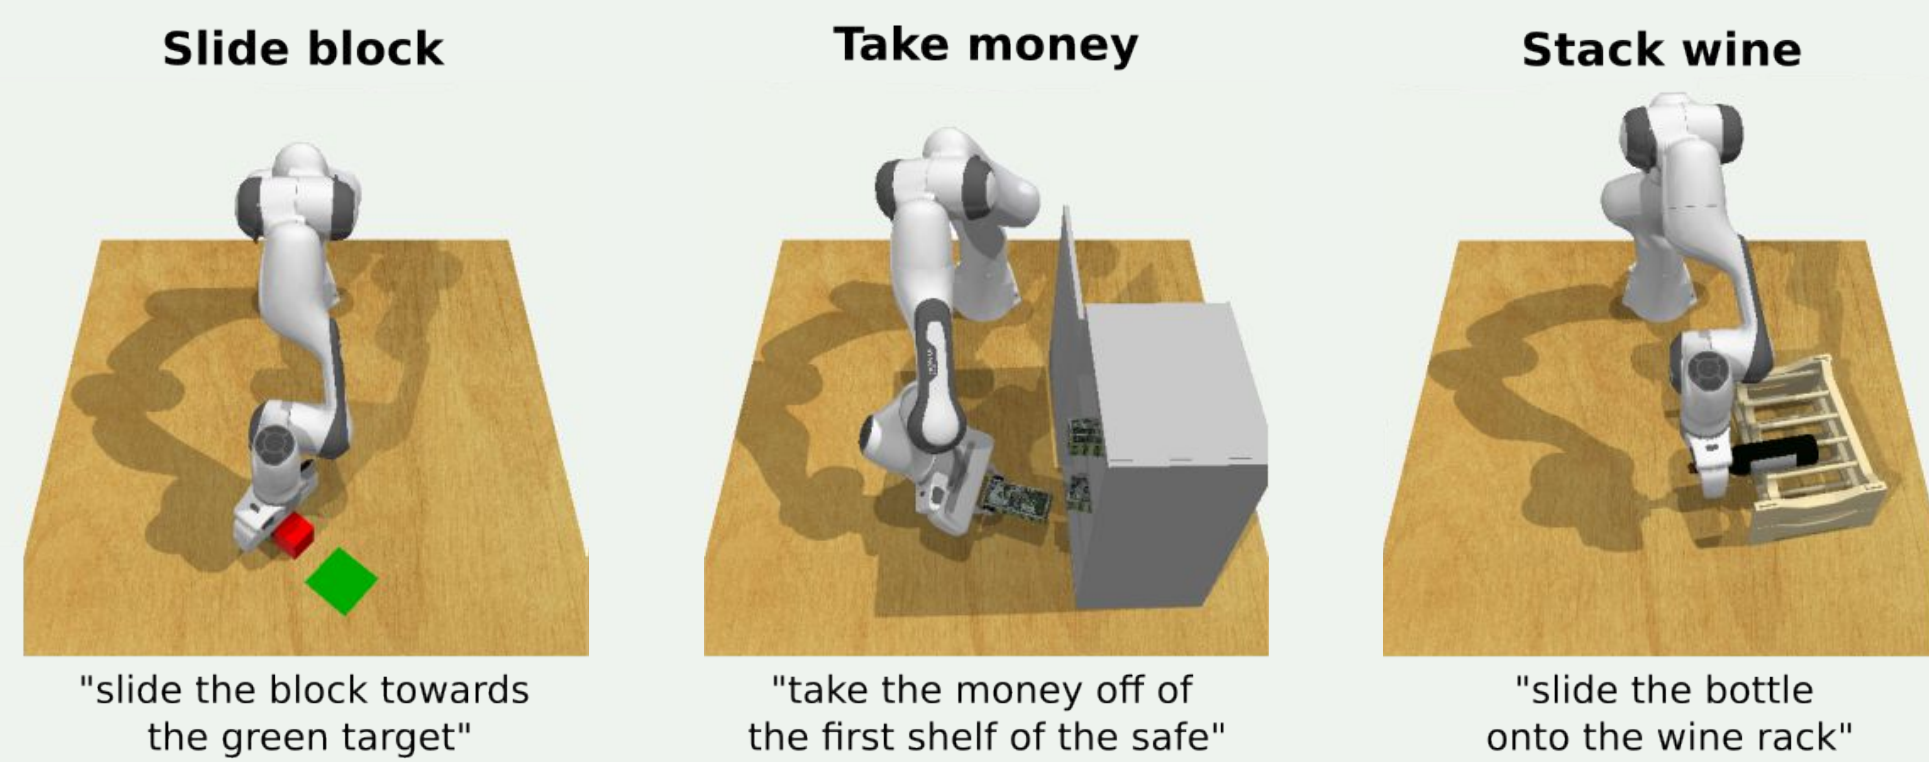 Slide block
Take money
Stack wine
"slide the block towards
the green target"
"take the money off of
the first shelf of the safe"
"slide the bottle
onto the wine rack"